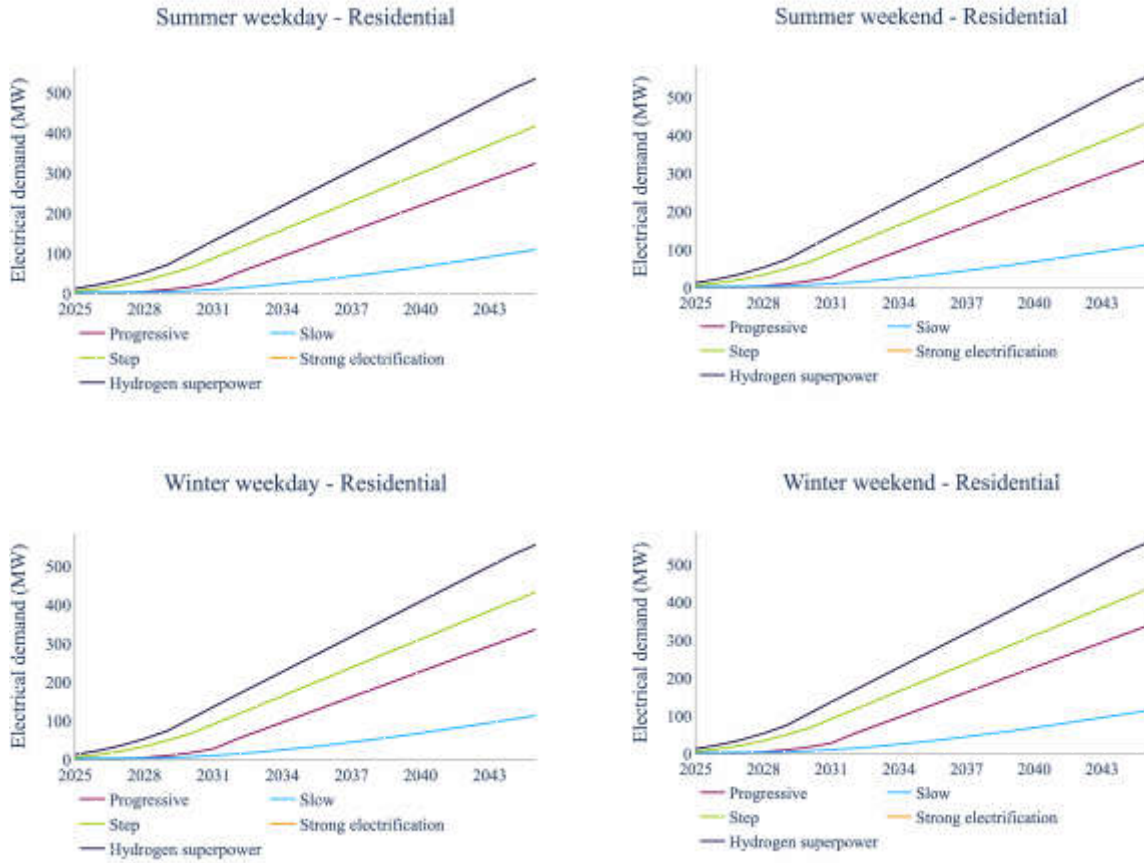 Summer weekday - Residential
Electrical demand (MW)
500
400
300
200
100
0
2025 2028 2031 2034 2037 2040 2043
Progressive Slow
Step Strong electrification
Hydrogen superpower
Summer weekend - Residential
Electrical demand (MW)
500
400
300
200
100
0
2025 2028 2031 2034 2037 2040 2043
Progressive Slow
Step Strong electrification
Hydrogen superpower
Winter weekday - Residential
Electrical demand (MW)
500
400
300
200
100
0
2025 2028 2031 2034 2037 2040 2043
Progressive Slow
Step Strong electrification
Hydrogen superpower
Winter weekend - Residential
Electrical demand (MW)
500
400
300
200
100
0
2025 2028 2031 2034 2037 2040 2043
Progressive Slow
Step Strong electrification
Hydrogen superpower